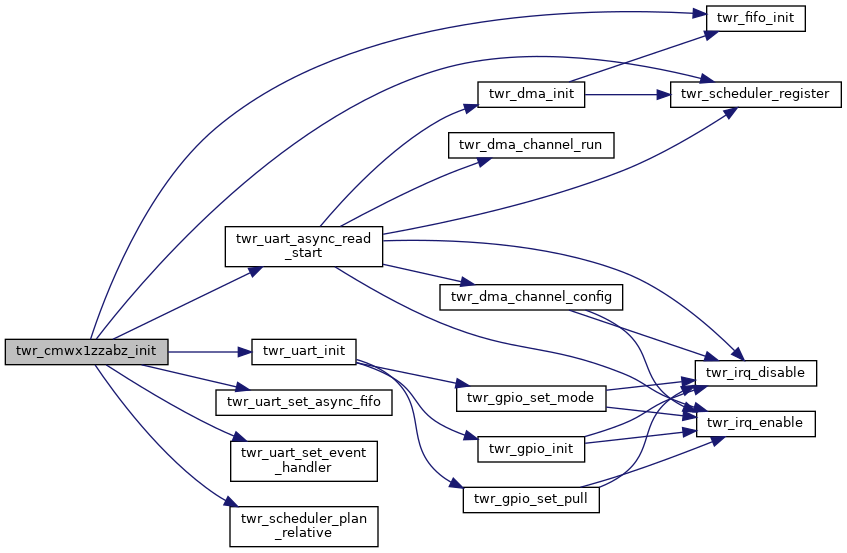 twr_fifo_init
twr_dma_init
twr_scheduler_register
twr_dma_channel_run
twr_uart_async_read
_start
twr_dma_channel_config
twr_cmwx1zzabz_init
twr_uart_init
twr_irq_disable
twr_uart_set_async_fifo
twr_gpio_set_mode
twr_irq_enable
twr_uart_set_event
_handler
twr_gpio_init
twr_gpio_set_pull
twr_scheduler_plan
_relative